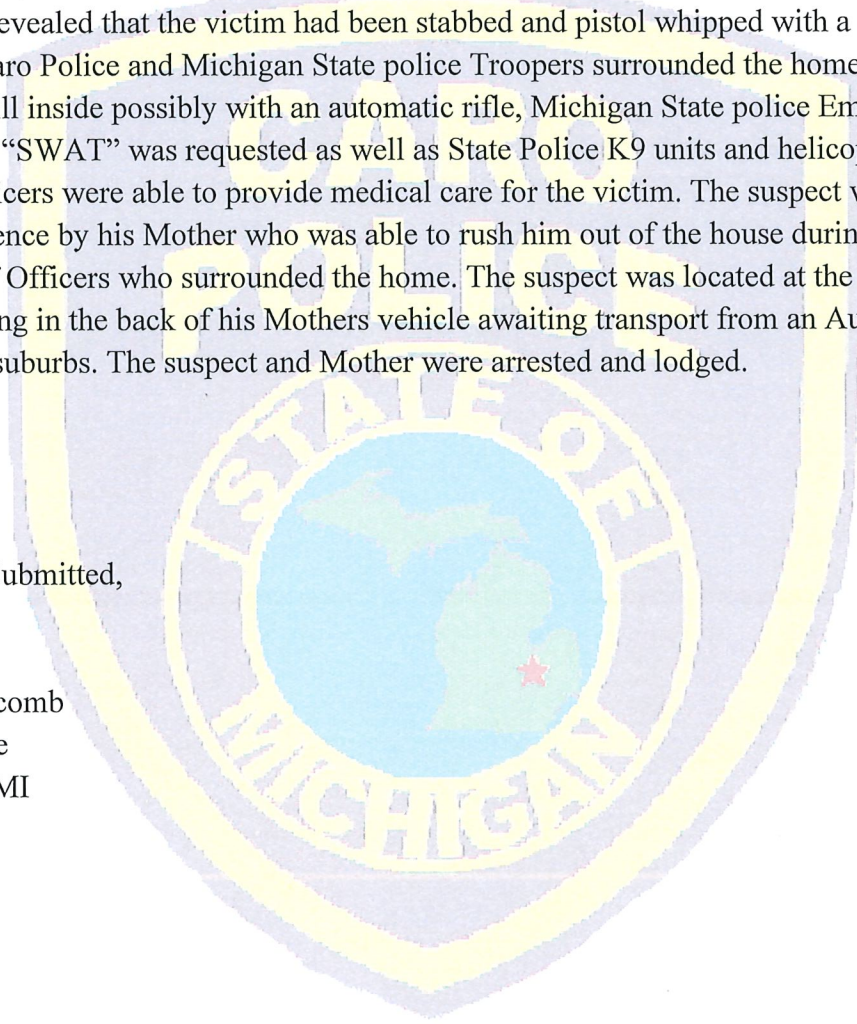 evealed that the victim had been stabbed and pistol whipped with a
aro Police and Michigan State police Troopers surrounded the home
ll inside possibly with an automatic rifle, Michigan State police Em
“SWAT” was requested as well as State Police K9 units and helico
icers were able to provide medical care for the victim. The suspect
ence by his Mother who was able to rush him out of the house durin
Officers who surrounded the home. The suspect was located at the
ng in the back of his Mothers vehicle awaiting transport from an Au
suburbs. The suspect and Mother were arrested and lodged.
CARO
POLICE
STATE OF
MICHIGAN
ubmitted,
comb
e
MI